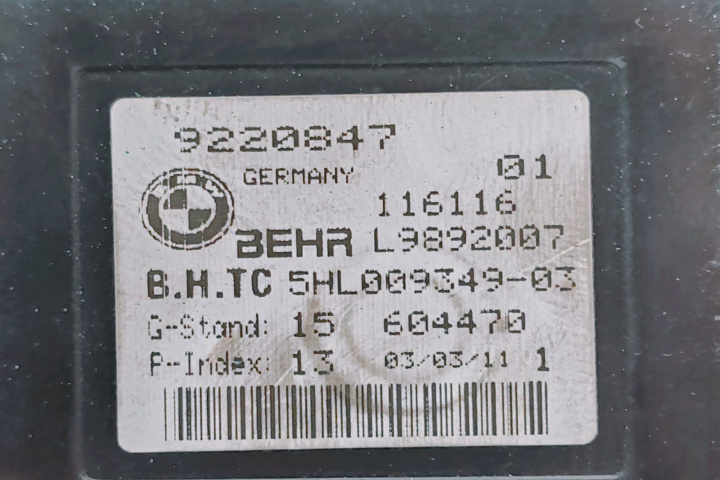 9220847
GERMANY 01
116116
BEHR L9892007
B.H.TC 5HL009349-03
G-Stand: 15 604470
P-Index: 13 03/03/11 1